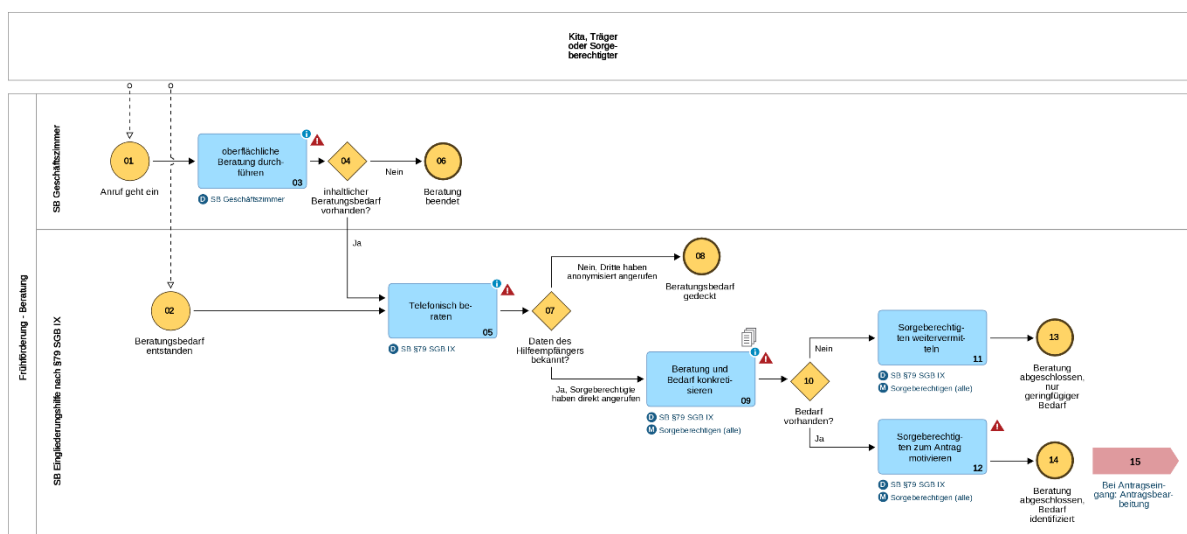 Kita, Träger
oder Sorge-
berechtigter
Frühförderung - Beratung
SB Geschäftszimmer
01
Anruf geht ein
oberflächliche
Beratung durch-
führen
03
D SB Geschäftszimmer
04
inhaltlicher
Beratungsbedarf
vorhanden?
Nein
06
Beratung
beendet
Ja
SB Eingliederungshilfe nach §79 SGB IX
02
Beratungsbedarf
entstanden
Telefonisch be-
raten
05
D SB §79 SGB IX
07
Daten des
Hilfeempfängers
bekannt?
Nein, Dritte haben
anonymisiert angerufen
08
Beratungsbedarf
gedeckt
Ja, Sorgeberechtigte
haben direkt angerufen
Beratung und
Bedarf konkreti-
sieren
09
D SB §79 SGB IX
M Sorgeberechtigen (alle)
10
Bedarf
vorhanden?
Nein
Sorgeberechtig-
ten weitervermit-
teln
11
D SB §79 SGB IX
M Sorgeberechtigen (alle)
13
Beratung
abgeschlossen,
nur
geringfügiger
Bedarf
Ja
Sorgeberechtig-
ten zum Antrag
motivieren
12
D SB §79 SGB IX
M Sorgeberechtigen (alle)
14
Beratung
abgeschlossen,
Bedarf
identifiziert
15
Bei Antragsein-
gang: Antragsbear-
beitung